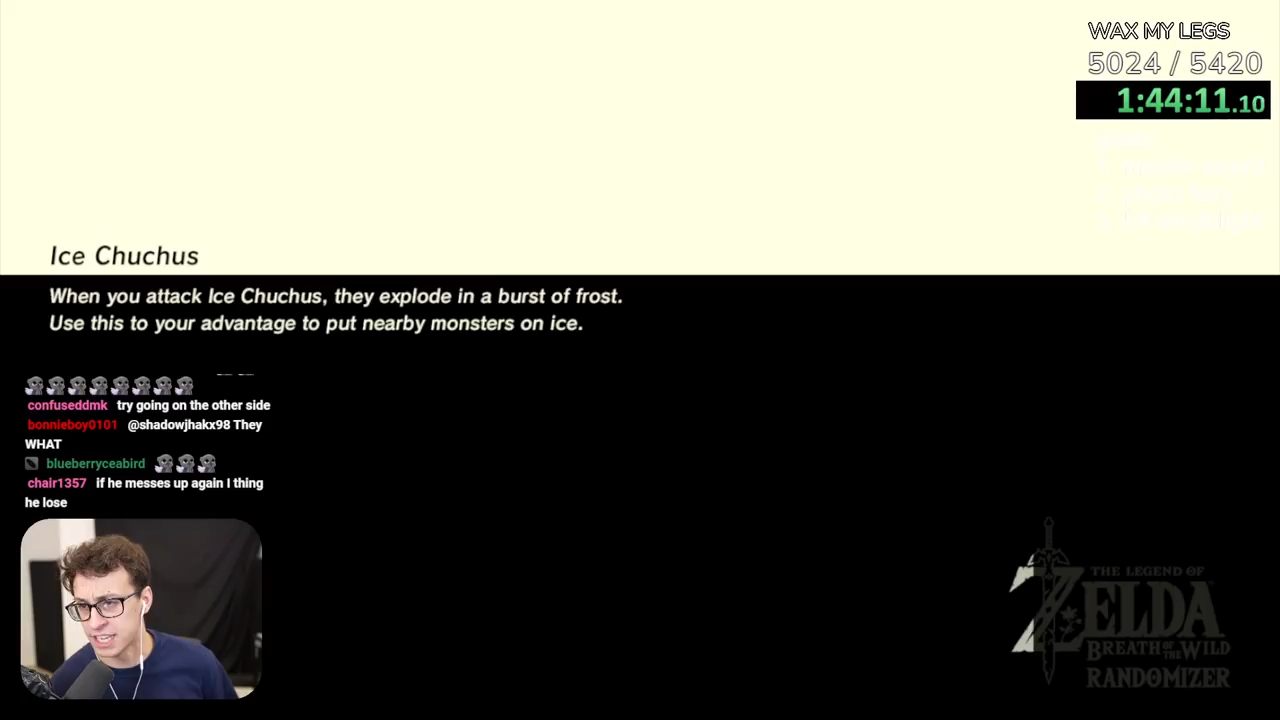 WAX MY LEGS
5024 / 5420
1:44:11.10
Ice Chuchus
When you attack Ice Chuchus, they explode in a burst of frost.
Use this to your advantage to put nearby monsters on ice.
confuseddmk try going on the other side
bonnieboy0101 @shadowjhakx98 They
WHAT
blueberryceabird
chair1357 if he messes up again I thing
he lose
THE LEGEND OF
ZELDA
BREATH OF THE WILD
RANDOMIZER